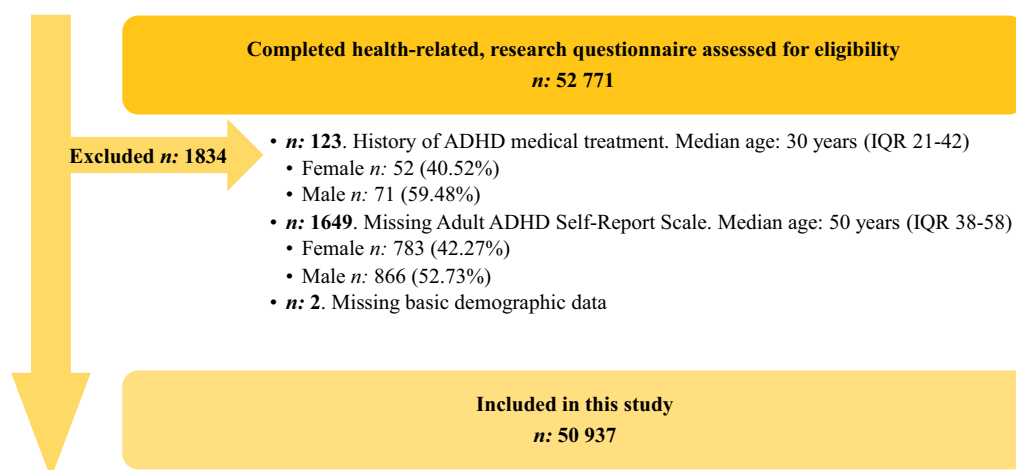 Completed health-related, research questionnaire assessed for eligibility
n: 52 771
Excluded n: 1834
• n: 123. History of ADHD medical treatment. Median age: 30 years (IQR 21-42)
• Female n: 52 (40.52%)
• Male n: 71 (59.48%)
• n: 1649. Missing Adult ADHD Self-Report Scale. Median age: 50 years (IQR 38-58)
• Female n: 783 (42.27%)
• Male n: 866 (52.73%)
• n: 2. Missing basic demographic data
Included in this study
n: 50 937